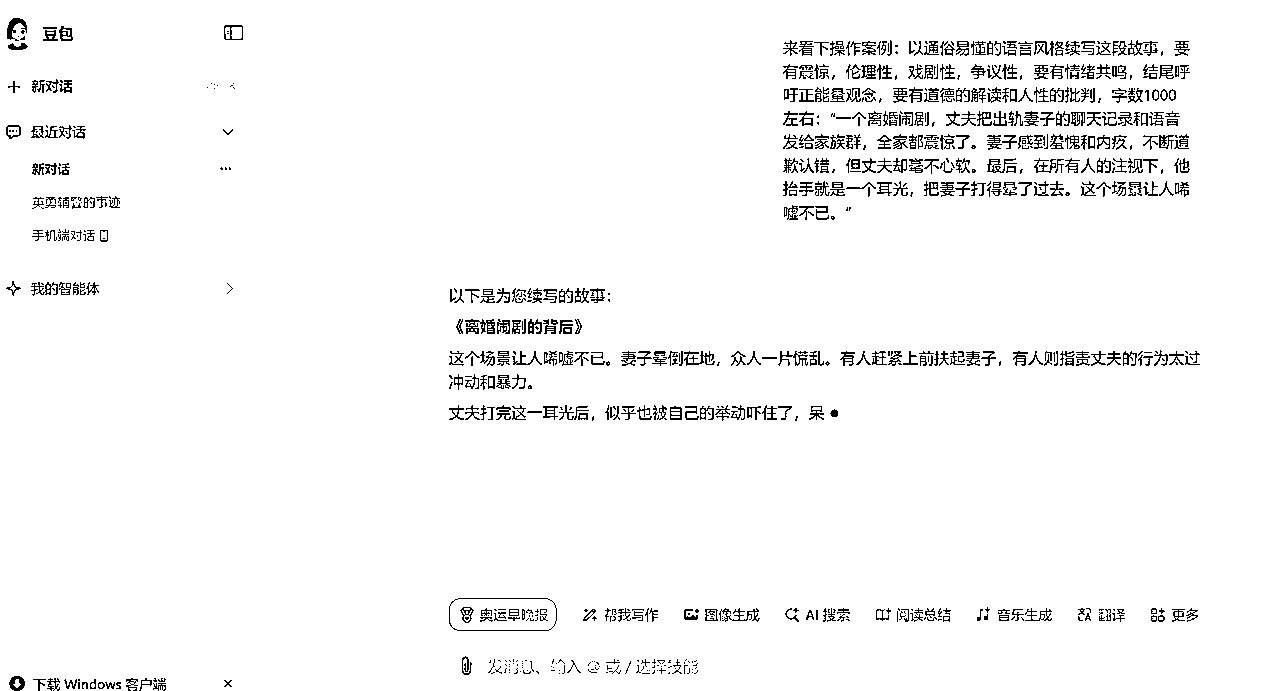 豆包
新对话
最近对话
新对话
英勇辅警的事迹
手机端对话
我的智能体
下载 Windows 客户端
来看下操作案例：以通俗易懂的语言风格续写这段故事，要
有震惊，伦理性，戏剧性，争议性，要有情绪共鸣，结尾呼
吁正能量观念，要有道德的解读和人性的批判，字数1000
左右：“一个离婚闹剧，丈夫把出轨妻子的聊天记录和语音
发给家族群，全家都震惊了。妻子感到羞愧和内疚，不断道
歉认错，但丈夫却毫不心软。最后，在所有人的注视下，他
抬手就是一个耳光，把妻子打得晕了过去。这个场景让人唏
嘘不已。”
以下是为您续写的故事：
《离婚闹剧的背后》
这个场景让人唏嘘不已。妻子晕倒在地，众人一片慌乱。有人赶紧上前扶起妻子，有人则指责丈夫的行为太过
冲动和暴力。
丈夫打完这一耳光后，似乎也被自己的举动吓住了，呆
奥运早晚报 帮我写作 图像生成 AI 搜索 阅读总结 音乐生成 翻译 更多
发消息、输入 @ 或 / 选择技能